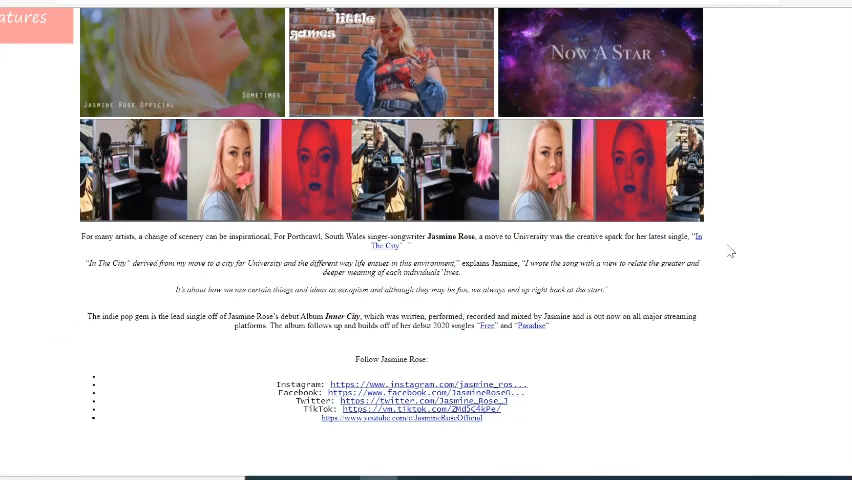 atures
little
games
NOW A STAR
SOMETIMES
JASMINE ROSE OFFICIAL
For many artists, a change of scenery can be inspirational, For Porthcawl, South Wales singer-songwriter Jasmine Rose, a move to University was the creative spark for her latest single, “In
The City” ”
“In The City” derived from my move to a city for University and the different way life ensues in this environment,” explains Jasmine, “I wrote the song with a view to relate the greater and
deeper meaning of each individuals' lives.
It's about how we use certain things and ideas as escapism and although they may be fun, we always end up right back at the start.”
The indie pop gem is the lead single off of Jasmine Rose's debut Album Inner City, which was written, performed, recorded and mixed by Jasmine and is out now on all major streaming
platforms. The album follows up and builds off of her debut 2020 singles “Free” and “Paradise”
Follow Jasmine Rose:
Instagram: https://www.instagram.com/jasmine_ros...
Facebook: https://www.facebook.com/JasmineRoseO...
Twitter: https://twitter.com/Jasmine_Rose_J
TikTok: https://vm.tiktok.com/ZMd5C4kPe/
https://www.youtube.com/c/JasmineRoseOfficial